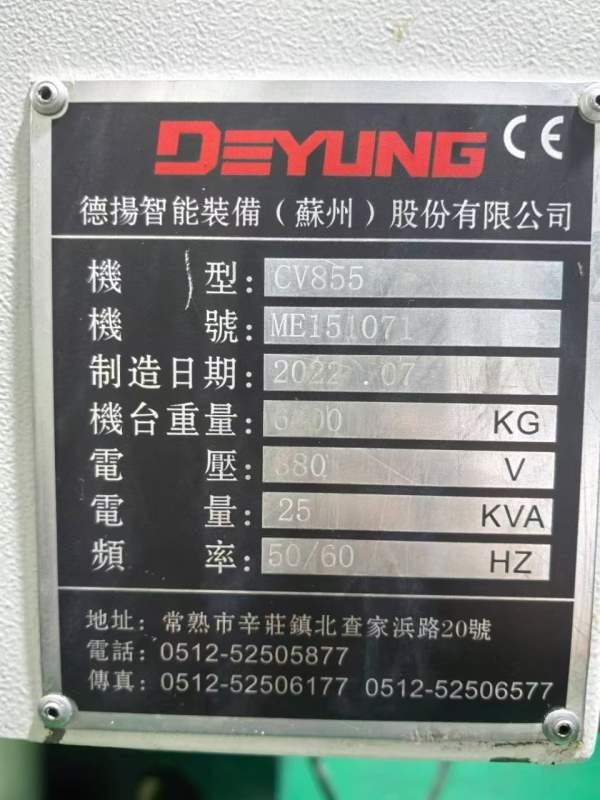 DEYUNG CE
德揚智能裝備（蘇州）股份有限公司
機型：CV855
機號：ME151071
制造日期：2022.07
機台重量：KG
電壓：380 V
電量：25 KVA
頻率：50/60 HZ
地址：常熟市辛莊鎮北查家浜路20號
電話：0512-52505877
傳真：0512-52506177 0512-52506577